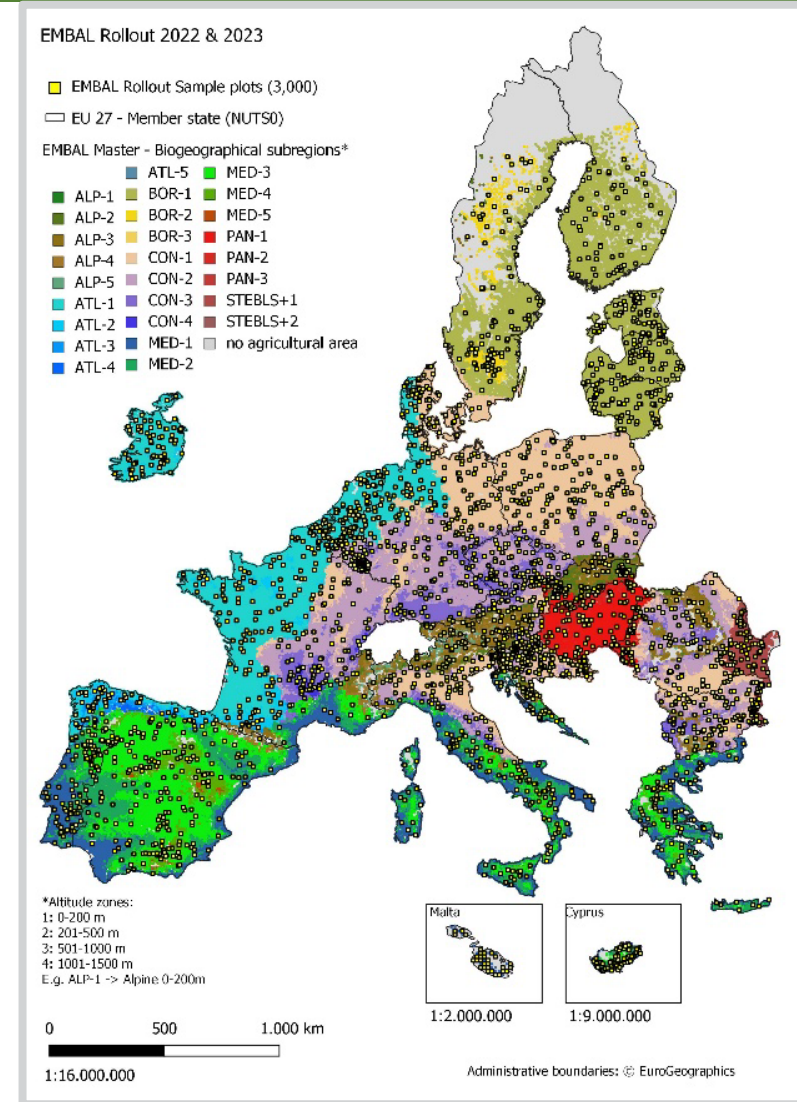 EMBAL Rollout 2022 & 2023
EMBAL Rollout Sample plots (3,000)
EU 27 - Member state (NUTS0)
EMBAL Master - Biogeographical subregions*
ALP-1
ALP-2
ALP-3
ALP-4
ALP-5
ATL-1
ATL-2
ATL-3
ATL-4
ATL-5
BOR-1
BOR-2
BOR-3
CON-1
CON-2
CON-3
CON-4
MED-1
MED-2
MED-3
MED-4
MED-5
PAN-1
PAN-2
PAN-3
STEBLS+1
STEBLS+2
no agricultural area
*Altitude zones:
1: 0-200 m
2: 201-500 m
3: 501-1000 m
4: 1001-1500 m
E.g. ALP-1 -> Alpine 0-200m
Malta
1:2.000.000
Cyprus
1:9.000.000
0 500 1.000 km
1:16.000.000
Administrative boundaries: © EuroGeographics